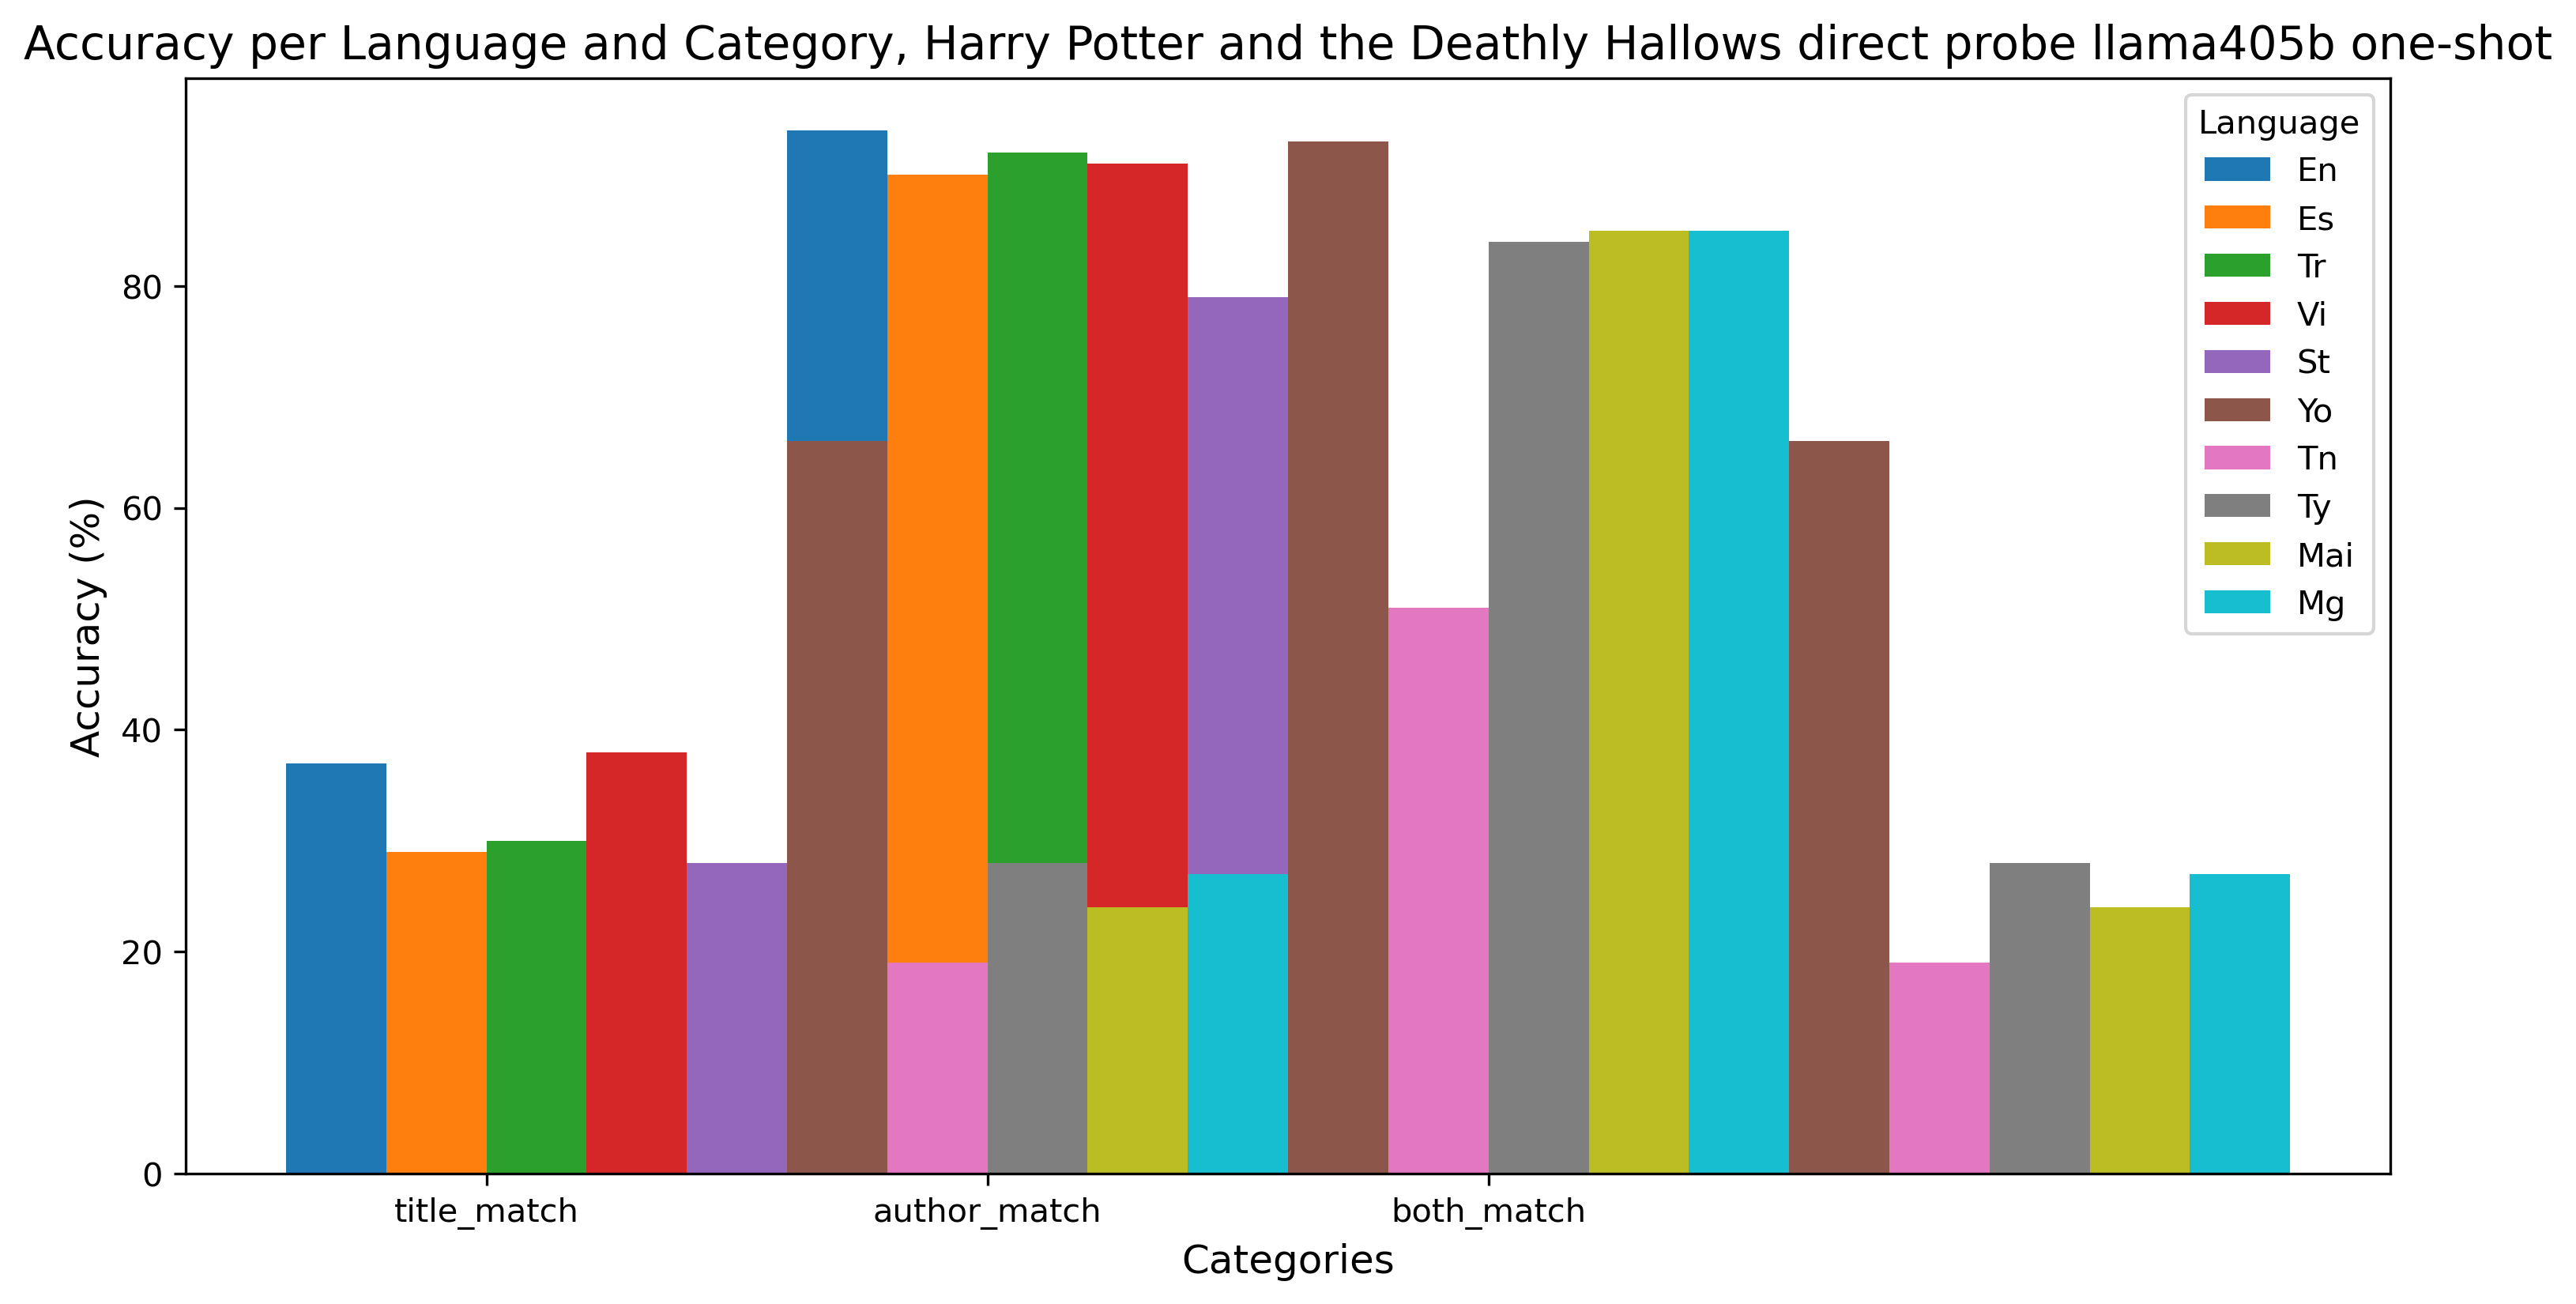 Accuracy per Language and Category, Harry Potter and the Deathly Hallows direct probe llama405b one-shot
Accuracy (%)
80
60
40
20
0
title_match
author_match
both_match
Categories
Language
En
Es
Tr
Vi
St
Yo
Tn
Ty
Mai
Mg